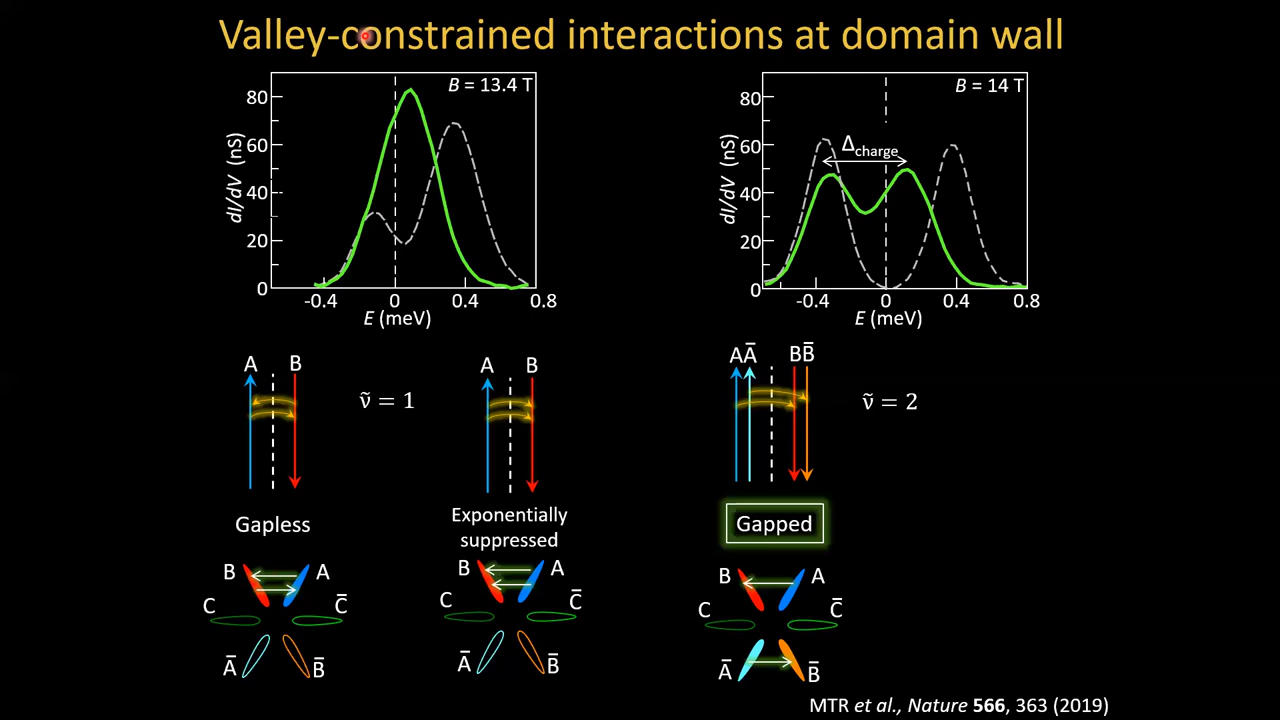 Valley-constrained interactions at domain wall
B = 13.4 T
80
60
40
20
0
dI/dV (nS)
-0.4
0
0.4
0.8
E (meV)
B = 14 T
Δcharge
80
60
40
20
0
dI/dV (nS)
-0.4
0
0.4
0.8
E (meV)
A B
ν̃ = 1
A B
A Ā B B̄
ν̃ = 2
Gapless
Exponentially
suppressed
Gapped
B A
C C̄
Ā B̄
B A
C C̄
Ā B̄
B A
C C̄
Ā B̄
MTR et al., Nature 566, 363 (2019)